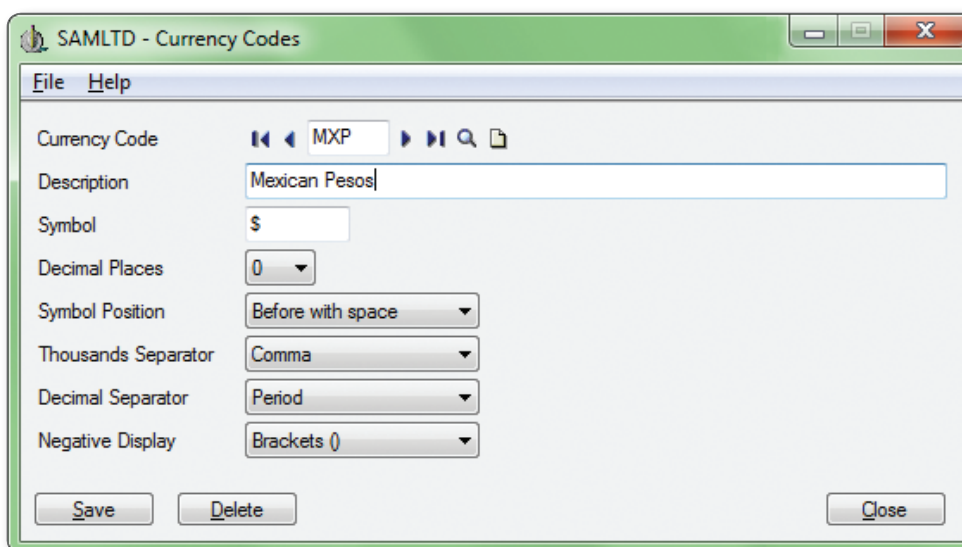 SAMLTD - Currency Codes
File Help
Currency Code MXP
Description Mexican Pesos
Symbol $
Decimal Places 0
Symbol Position Before with space
Thousands Separator Comma
Decimal Separator Period
Negative Display Brackets ()
Save Delete Close